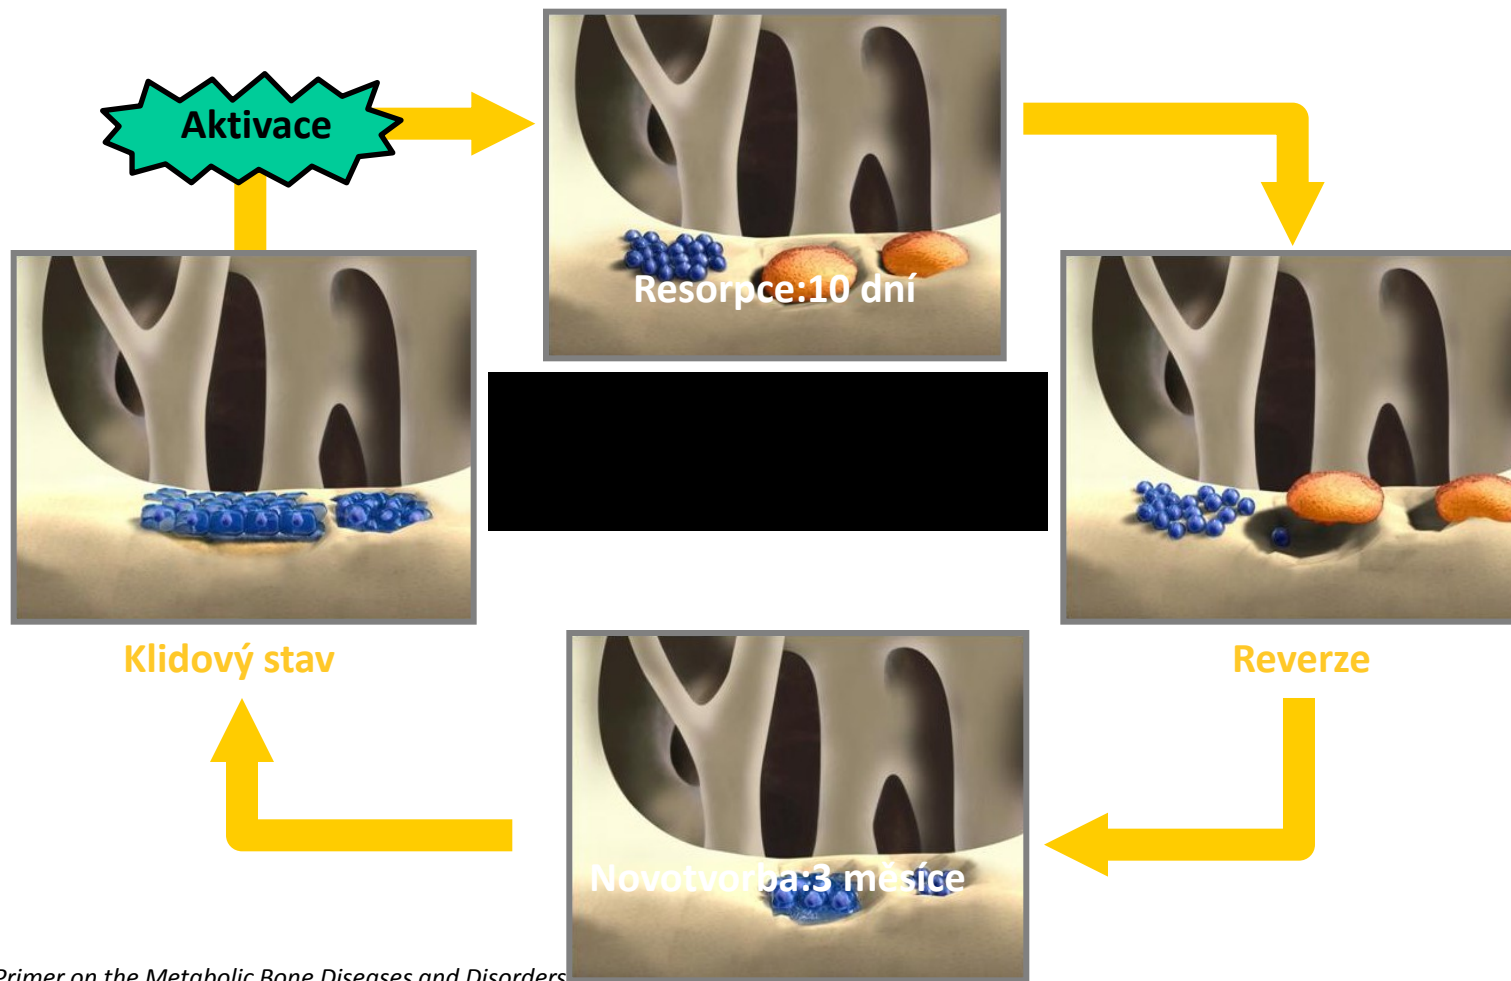 Aktivace
Resorpce:10 dní
Klidový stav
Reverze
Novotvorba:3 měsíce
Primer on the Metabolic Bone Diseases and Disorders